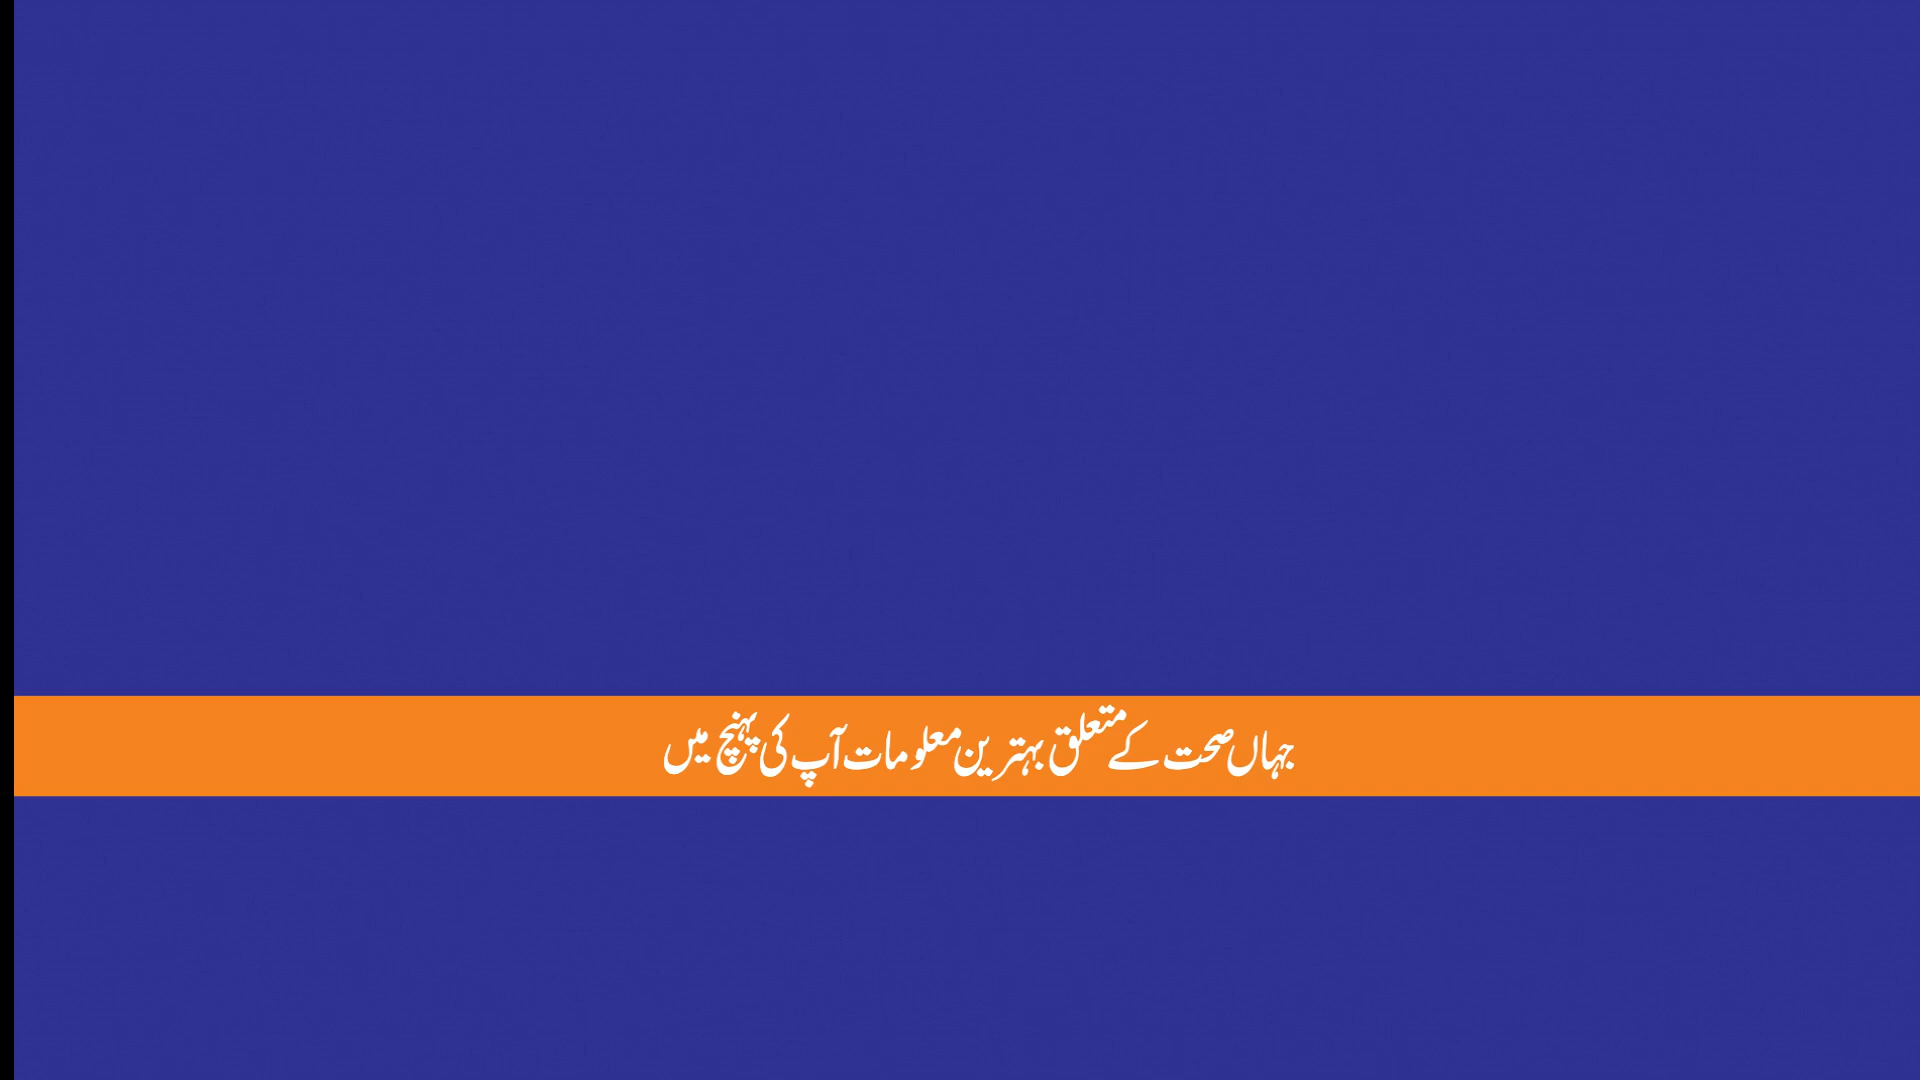 جہاں صحت کے متعلق بہترین معلومات آپ کی پہنچ میں